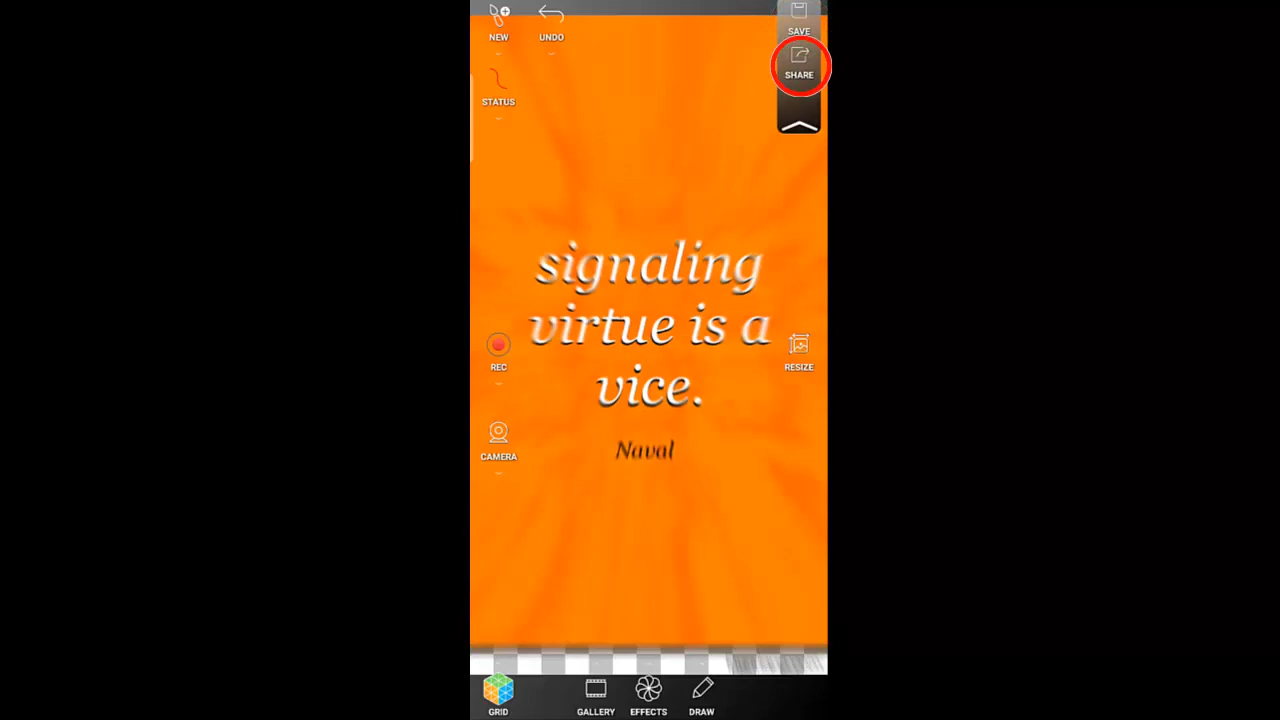 NEW
UNDO
SAVE
SHARE
STATUS
signaling
virtue is a
vice.
Naval
REC
RESIZE
CAMERA
GRID
GALLERY
EFFECTS
DRAW